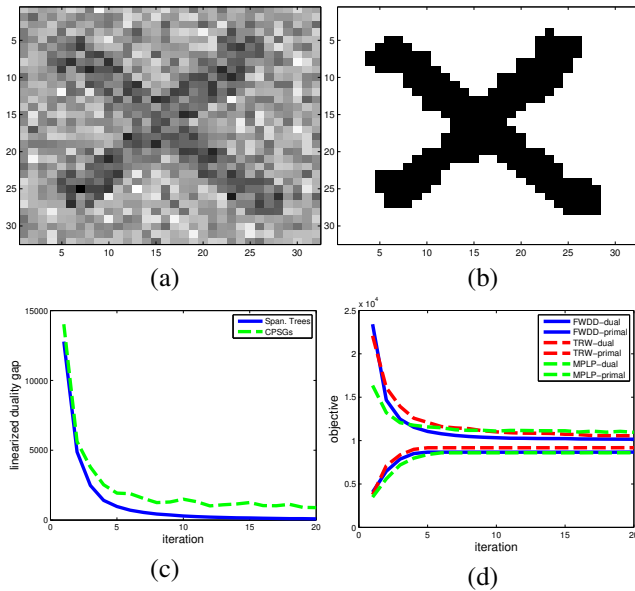 5
10
15
20
25
30
5 10 15 20 25 30
(a)
5
10
15
20
25
30
5 10 15 20 25 30
(b)
15000
10000
5000
0
0 5 10 15 20
linearized duality gap
iteration
Span. Trees
CPSGs
(c)
x 10⁴
2.5
2
1.5
1
0.5
0
0 5 10 15 20
objective
iteration
FWDD−dual
FWDD−primal
TRW−dual
TRW−primal
MPLP−dual
MPLP−primal
(d)